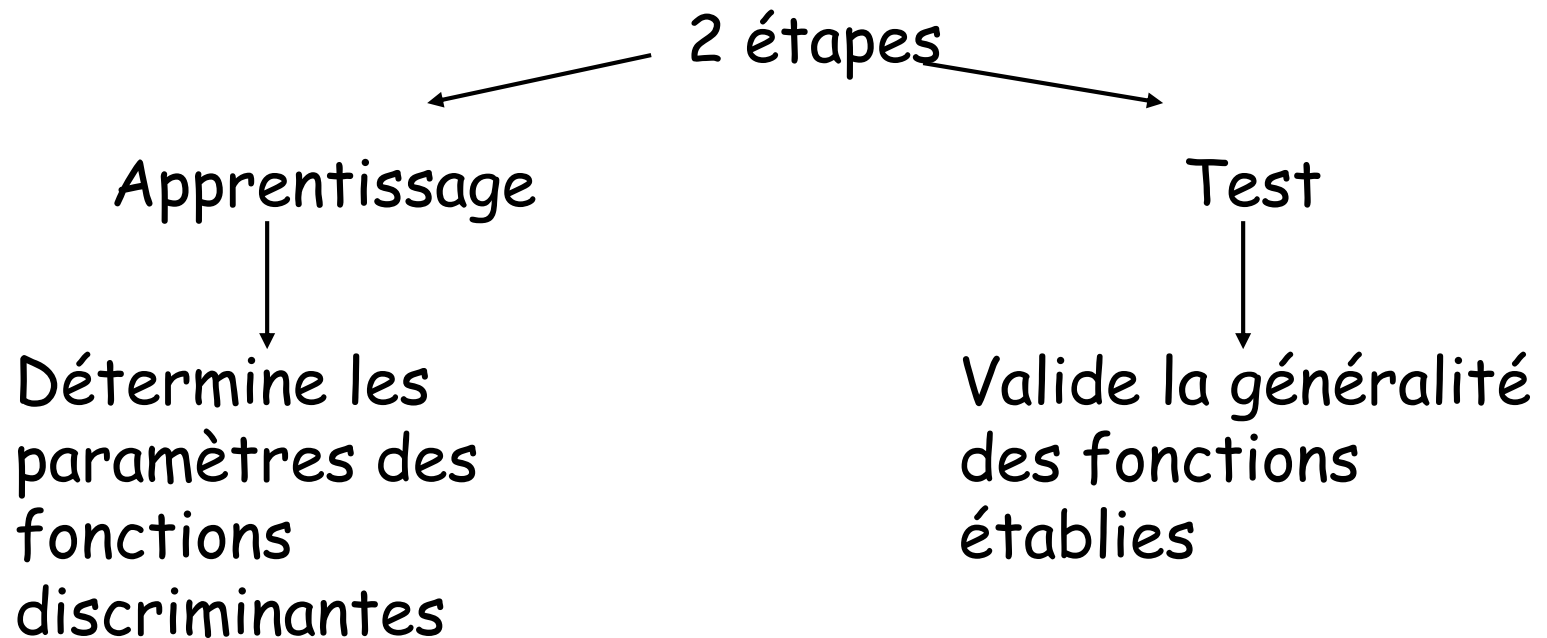 2 étapes
Apprentissage
Test
Détermine les
paramètres des
fonctions
discriminantes
Valide la généralité
des fonctions
établies